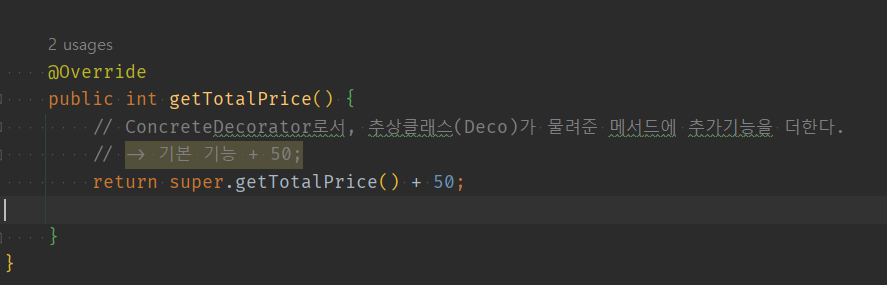 2 usages
@Override
public int getTotalPrice() {
// ConcreteDecorator로서, 추상클래스(Deco)가 물려준 메서드에 추가기능을 더한다.
// -> 기본 기능 + 50;
return super.getTotalPrice() + 50;
}
}